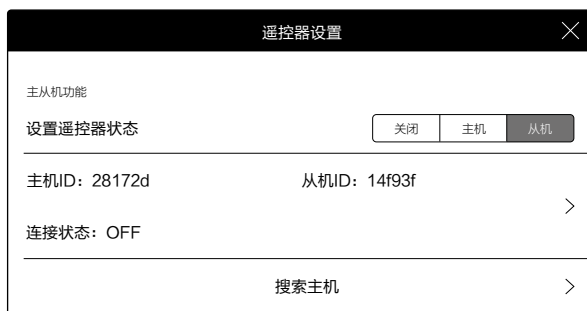 遥控器设置
主从机功能
设置遥控器状态 关闭 主机 从机
主机ID：28172d 从机ID：14f93f
连接状态：OFF
搜索主机